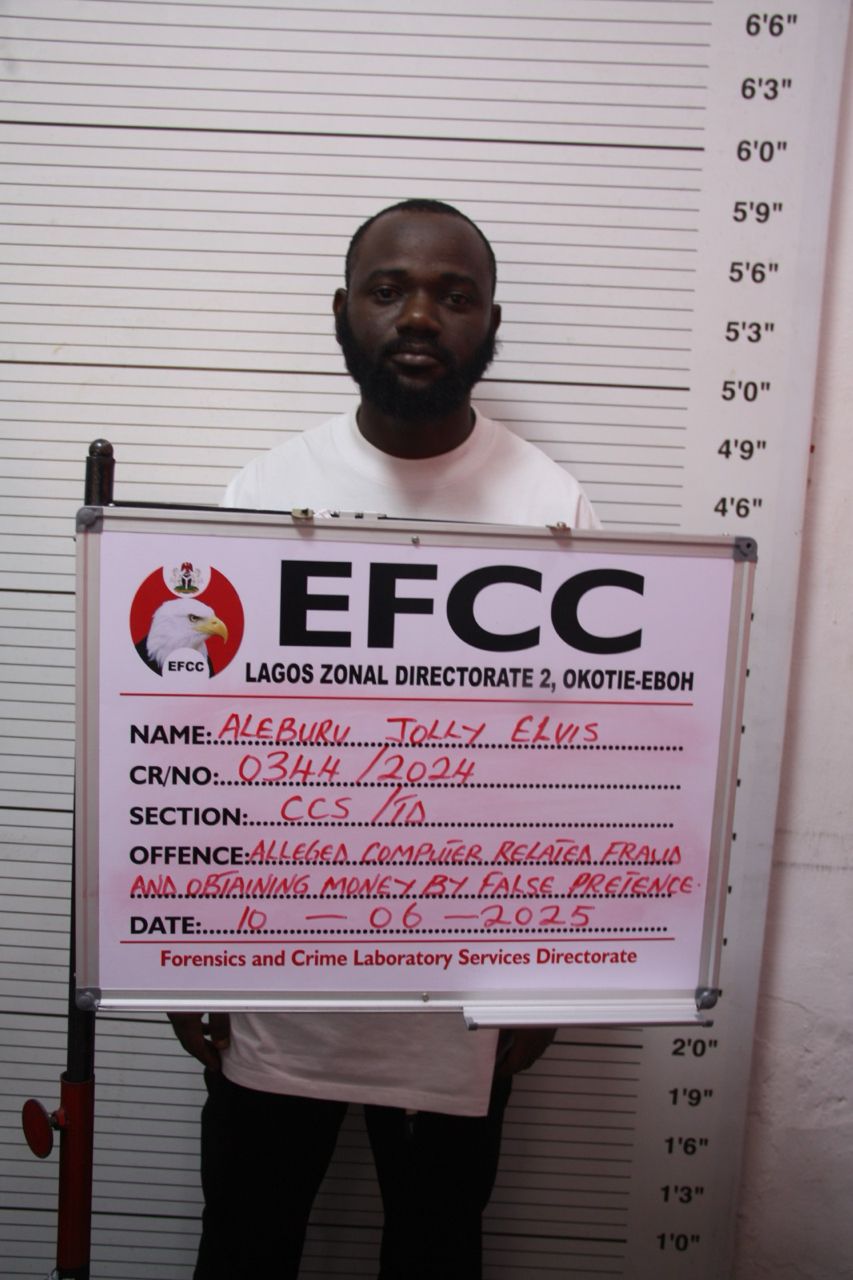 6'6"
6'3"
6'0"
5'9"
5'6"
5'3"
5'0"
4'9"
4'6"
EFCC
EFCC
LAGOS ZONAL DIRECTORATE 2, OKOTIE-EBOH
NAME: ALEBURU JOLLY ELVIS
CR/NO: 0344/2024
SECTION: CCS/TD
OFFENCE: ALLEGED COMPUTER RELATED FRAUD
AND OBTAINING MONEY BY FALSE PRETENCE.
DATE: 10 — 06 — 2025
Forensics and Crime Laboratory Services Directorate
2'0"
1'9"
1'6"
1'3"
1'0"